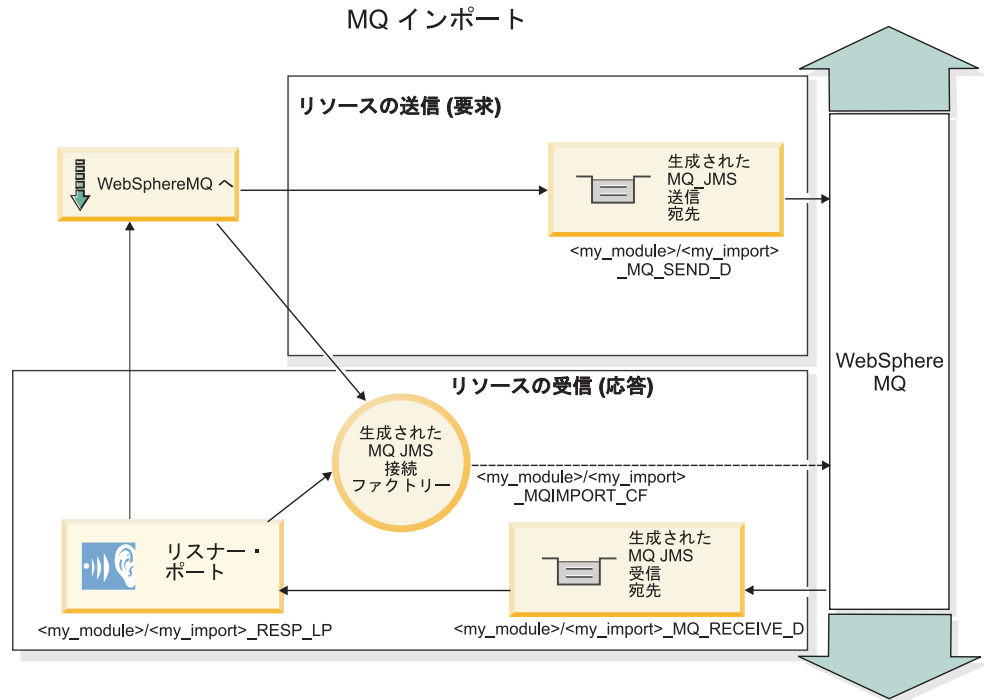 MQ インポート
リソースの送信 (要求)
WebSphereMQ へ
生成された
MQ_JMS
送信
宛先
<my_module>/<my_import>
_MQ_SEND_D
WebSphere
MQ
リソースの受信 (応答)
生成された
MQ JMS
接続
ファクトリー
<my_module>/<my_import>
_MQIMPORT_CF
リスナー・
ポート
<my_module>/<my_import>_RESP_LP
生成された
MQ JMS
受信
宛先
<my_module>/<my_import>_MQ_RECEIVE_D